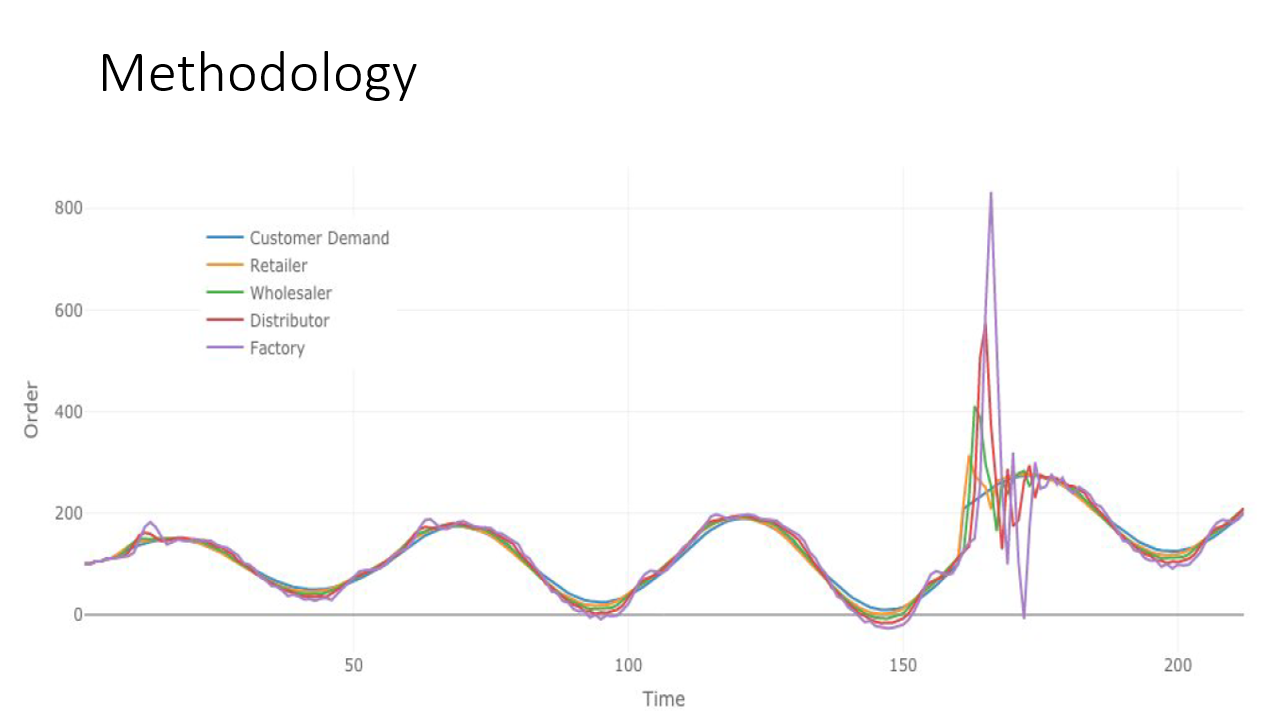 Methodology
800
600
400
200
0
Order
Customer Demand
Retailer
Wholesaler
Distributor
Factory
50
100
150
200
Time